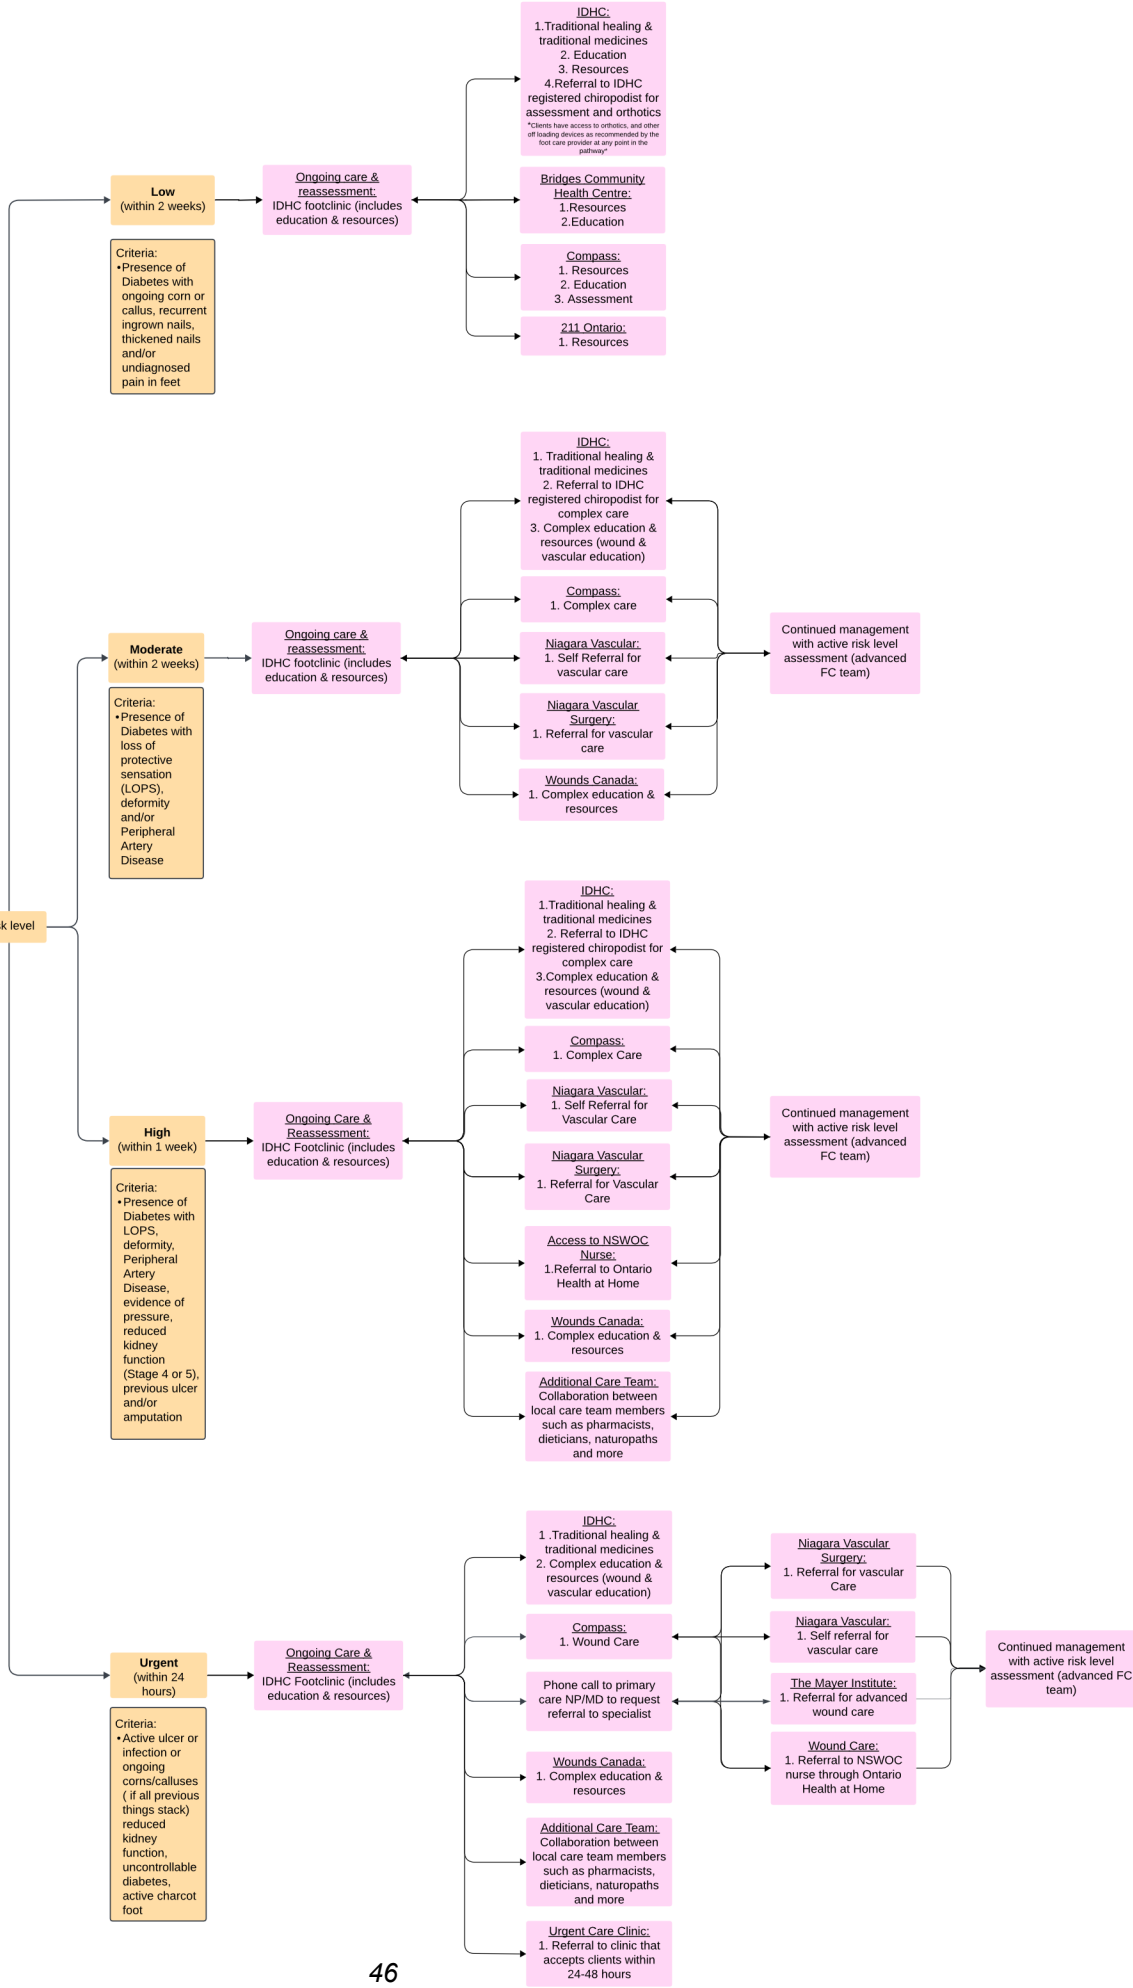 IDHC:
1.Traditional healing &
traditional medicines
2. Education
3. Resources
4.Referral to IDHC
registered chiropodist for
assessment and orthotics
*Clients have access to orthotics, and other
off loading devices as recommended by the
foot care provider at any point in the
pathway*
Low
(within 2 weeks)
Ongoing care &
reassessment:
IDHC footclinic (includes
education & resources)
Bridges Community
Health Centre:
1.Resources
2.Education
Criteria:
•Presence of
Diabetes with
ongoing corn or
callus, recurrent
ingrown nails,
thickened nails
and/or
undiagnosed
pain in feet
Compass:
1. Resources
2. Education
3. Assessment
211 Ontario:
1. Resources
IDHC:
1. Traditional healing &
traditional medicines
2. Referral to IDHC
registered chiropodist for
complex care
3. Complex education &
resources (wound &
vascular education)
Compass:
1. Complex care
Moderate
(within 2 weeks)
Ongoing care &
reassessment:
IDHC footclinic (includes
education & resources)
Niagara Vascular:
1. Self Referral for
vascular care
Continued management
with active risk level
assessment (advanced
FC team)
Criteria:
•Presence of
Diabetes with
loss of
protective
sensation
(LOPS),
deformity
and/or
Peripheral
Artery
Disease
Niagara Vascular
Surgery:
1. Referral for vascular
care
Wounds Canada:
1. Complex education &
resources
k level
IDHC:
1.Traditional healing &
traditional medicines
2. Referral to IDHC
registered chiropodist for
complex care
3.Complex education &
resources (wound &
vascular education)
Compass:
1. Complex Care
Niagara Vascular:
1. Self Referral for
Vascular Care
High
(within 1 week)
Ongoing Care &
Reassessment:
IDHC Footclinic (includes
education & resources)
Continued management
with active risk level
assessment (advanced
FC team)
Criteria:
•Presence of
Diabetes with
LOPS,
deformity,
Peripheral
Artery
Disease,
evidence of
pressure,
reduced
kidney
function
(Stage 4 or 5),
previous ulcer
and/or
amputation
Niagara Vascular
Surgery:
1. Referral for Vascular
Care
Access to NSWOC
Nurse:
1.Referral to Ontario
Health at Home
Wounds Canada:
1. Complex education &
resources
Additional Care Team:
Collaboration between
local care team members
such as pharmacists,
dieticians, naturopaths
and more
IDHC:
1 .Traditional healing &
traditional medicines
2. Complex education &
resources (wound &
vascular education)
Niagara Vascular
Surgery:
1. Referral for vascular
Care
Compass:
1. Wound Care
Niagara Vascular:
1. Self referral for
vascular care
Urgent
(within 24
hours)
Ongoing Care &
Reassessment:
IDHC Footclinic (includes
education & resources)
Continued management
with active risk level
assessment (advanced FC
team)
Phone call to primary
care NP/MD to request
referral to specialist
The Mayer Institute:
1. Referral for advanced
wound care
Criteria:
• Active ulcer or
infection or
ongoing
corns/calluses
( if all previous
things stack)
reduced
kidney
function,
uncontrollable
diabetes,
active charcot
foot
Wounds Canada:
1. Complex education &
resources
Wound Care:
1. Referral to NSWOC
nurse through Ontario
Health at Home
Additional Care Team:
Collaboration between
local care team members
such as pharmacists,
dieticians, naturopaths
and more
Urgent Care Clinic:
1. Referral to clinic that
accepts clients within
24-48 hours
46